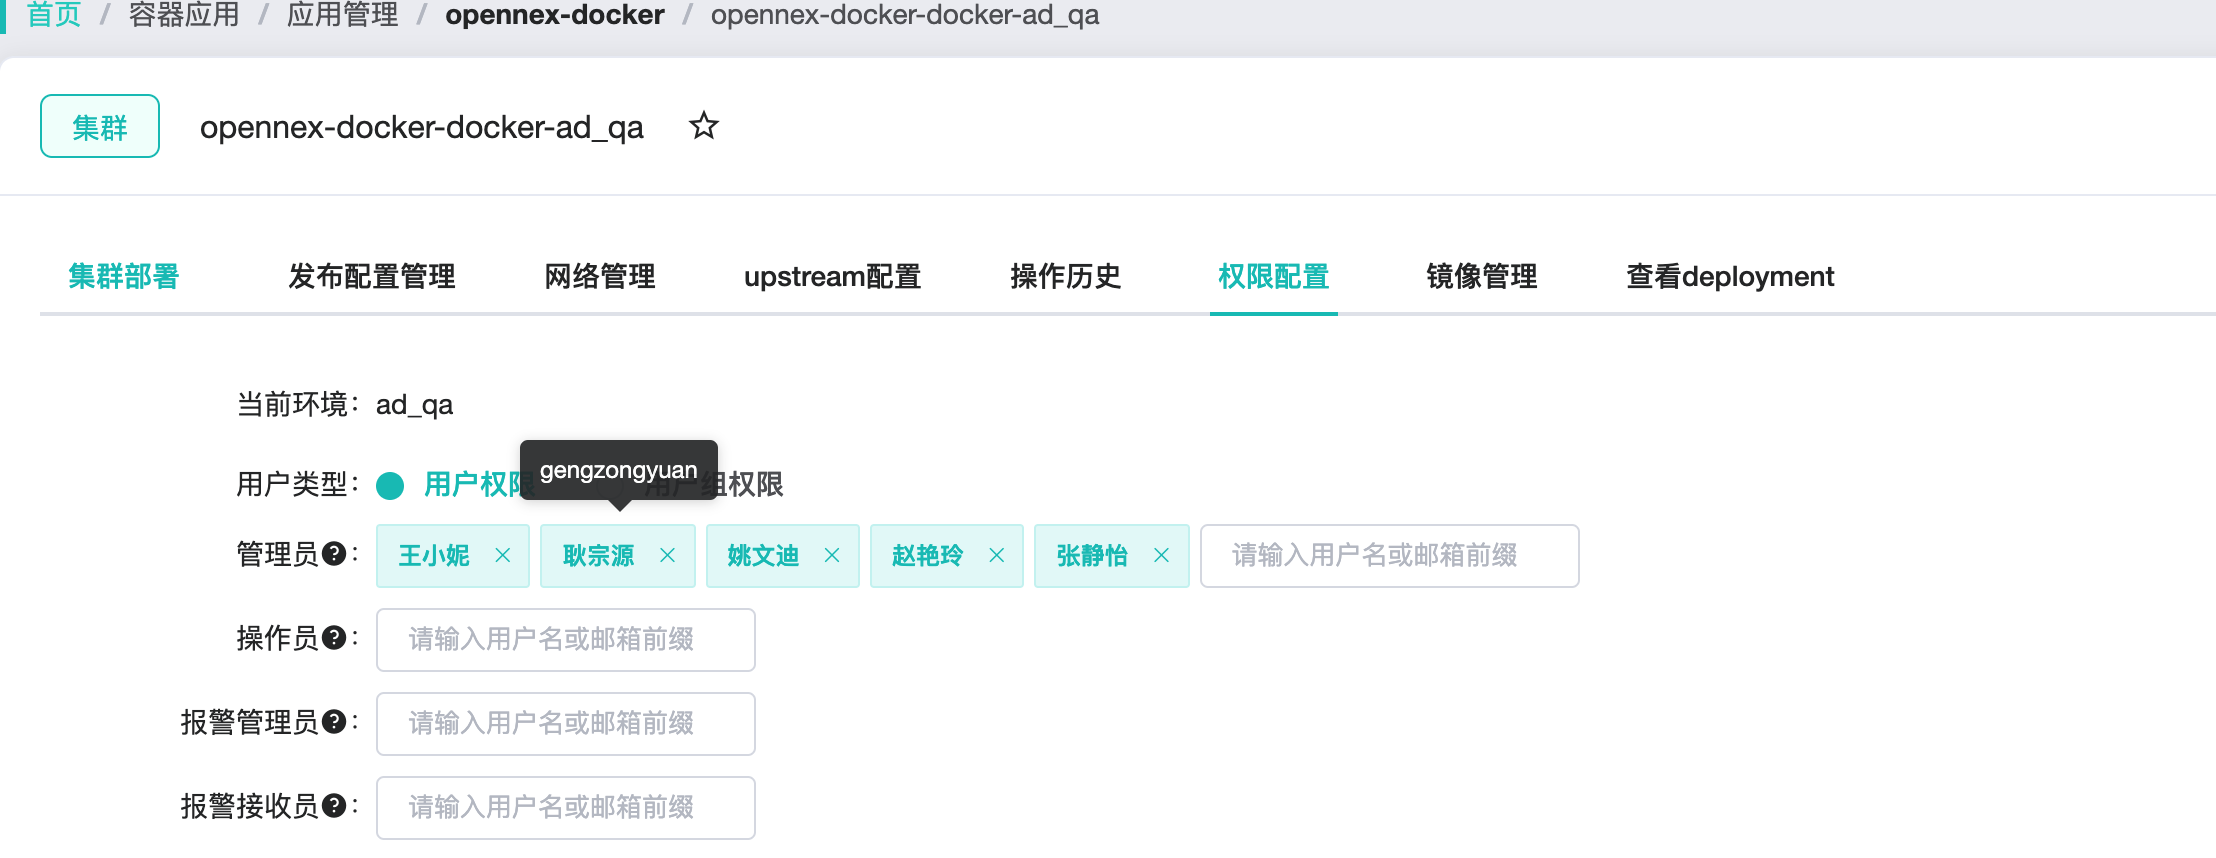 首页 / 容器应用 / 应用管理 / opennex-docker / opennex-docker-docker-ad_qa
集群 opennex-docker-docker-ad_qa
集群部署 发布配置管理 网络管理 upstream配置 操作历史 权限配置 镜像管理 查看deployment
当前环境： ad_qa
gengzongyuan
用户类型： 用户权限 用户组权限
管理员?： 王小妮 × 耿宗源 × 姚文迪 × 赵艳玲 × 张静怡 × 请输入用户名或邮箱前缀
操作员?： 请输入用户名或邮箱前缀
报警管理员?： 请输入用户名或邮箱前缀
报警接收员?： 请输入用户名或邮箱前缀